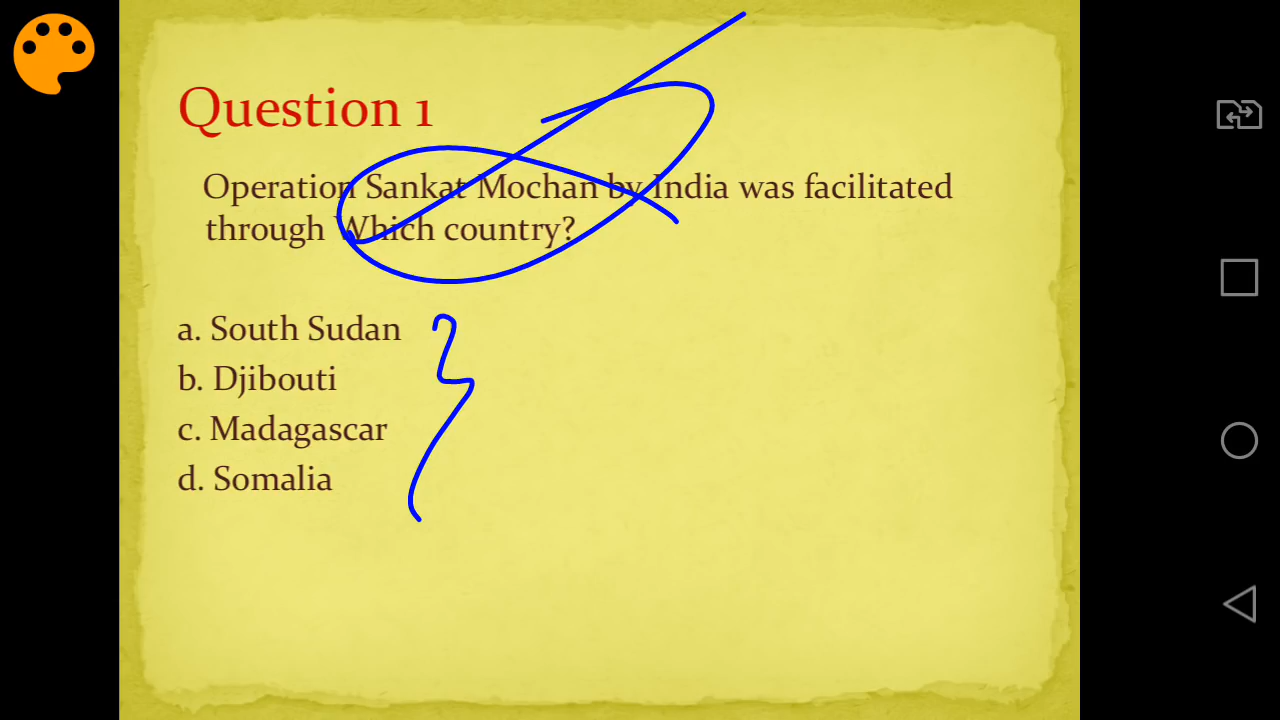 Question 1
Operation Sankat Mochan by India was facilitated
through Which country?
a. South Sudan
b. Djibouti
c. Madagascar
d. Somalia